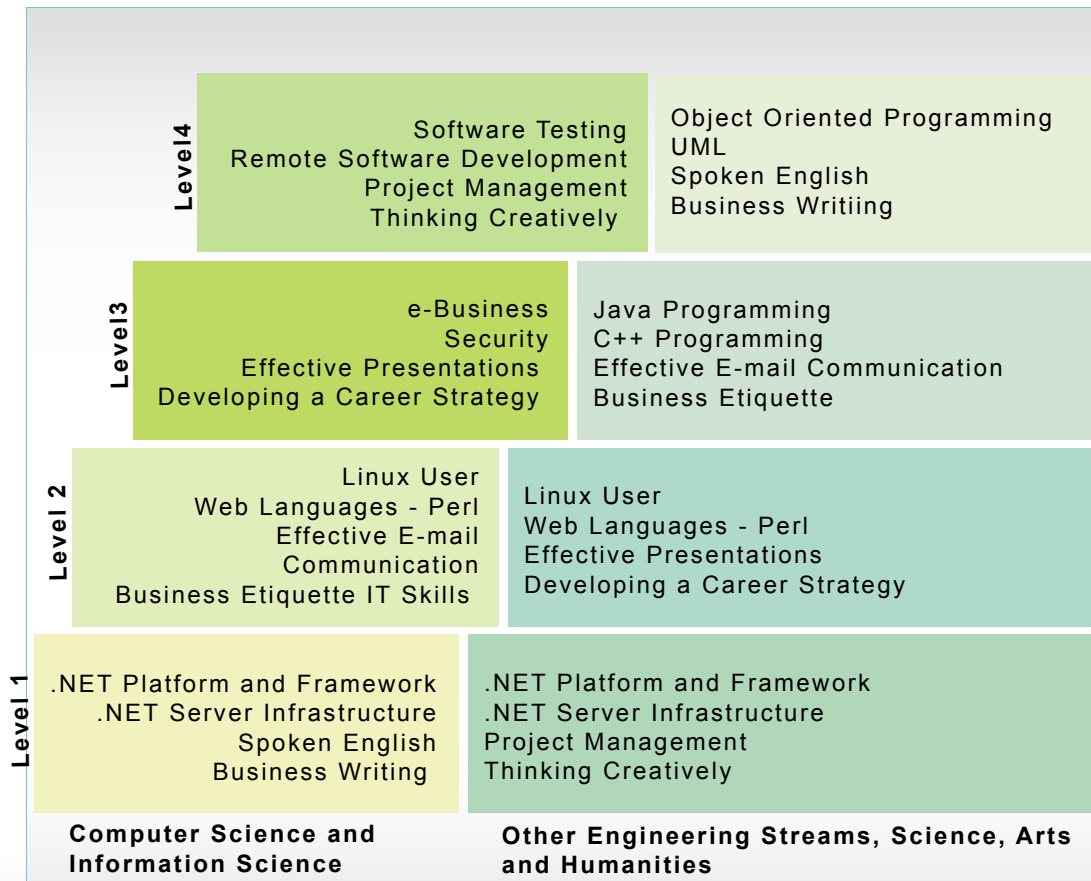 Level4
Software Testing
Remote Software Development
Project Management
Thinking Creatively
Object Oriented Programming
UML
Spoken English
Business Writiing
Level3
e-Business
Security
Effective Presentations
Developing a Career Strategy
Java Programming
C++ Programming
Effective E-mail Communication
Business Etiquette
Level 2
Linux User
Web Languages - Perl
Effective E-mail
Communication
Business Etiquette IT Skills
Linux User
Web Languages - Perl
Effective Presentations
Developing a Career Strategy
Level 1
.NET Platform and Framework
.NET Server Infrastructure
Spoken English
Business Writing
.NET Platform and Framework
.NET Server Infrastructure
Project Management
Thinking Creatively
Computer Science and
Information Science
Other Engineering Streams, Science, Arts
and Humanities